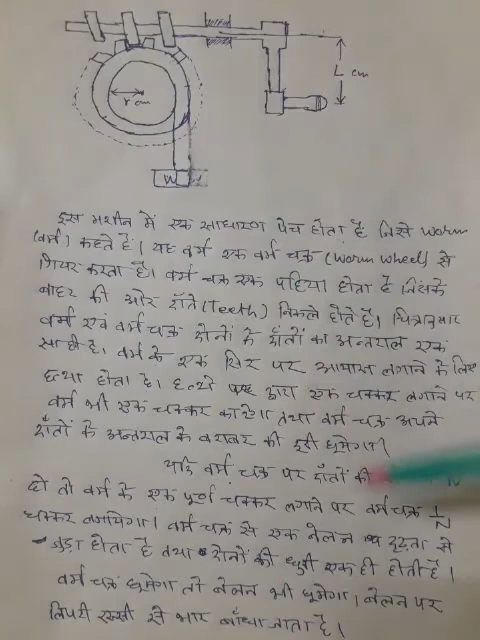 L cm
r cm
W
इस मशीन में एक साधारण पेच होता है जिसे worm
(वर्म) कहते हैं। यह वर्म एक वर्म चक्र (worm wheel) से
गियर करता है। वर्म चक्र एक पहिया होता है जिसके
बाहर की ओर दाँते (Teeth) निकले होते हैं। चित्रानुसार
वर्म एवं वर्म चक्र दोनों के दाँतों का अन्तराल एक
सा ही है। वर्म के एक सिरे पर आयास लगाने के लिए
हत्था होता है। हत्थे द्वारा एक चक्कर लगाने पर
वर्म भी एक चक्कर काटेगा तथा वर्म चक्र अपने
दाँतों के अन्तराल के बराबर की दूरी घूमेगा।
यदि वर्म चक्र पर दाँतों की N
हो तो वर्म के एक पूर्ण चक्कर लगाने पर वर्म चक्र 1/N
चक्कर लगायेगा। वर्म चक्र से एक बेलन दृढ़ता से
जुड़ा होता है तथा दोनों की धुरी एक ही होती है।
वर्म चक्र घूमेगा तो बेलन भी घूमेगा। बेलन पर
लिपटी रस्सी से भार बाँधा जाता है।